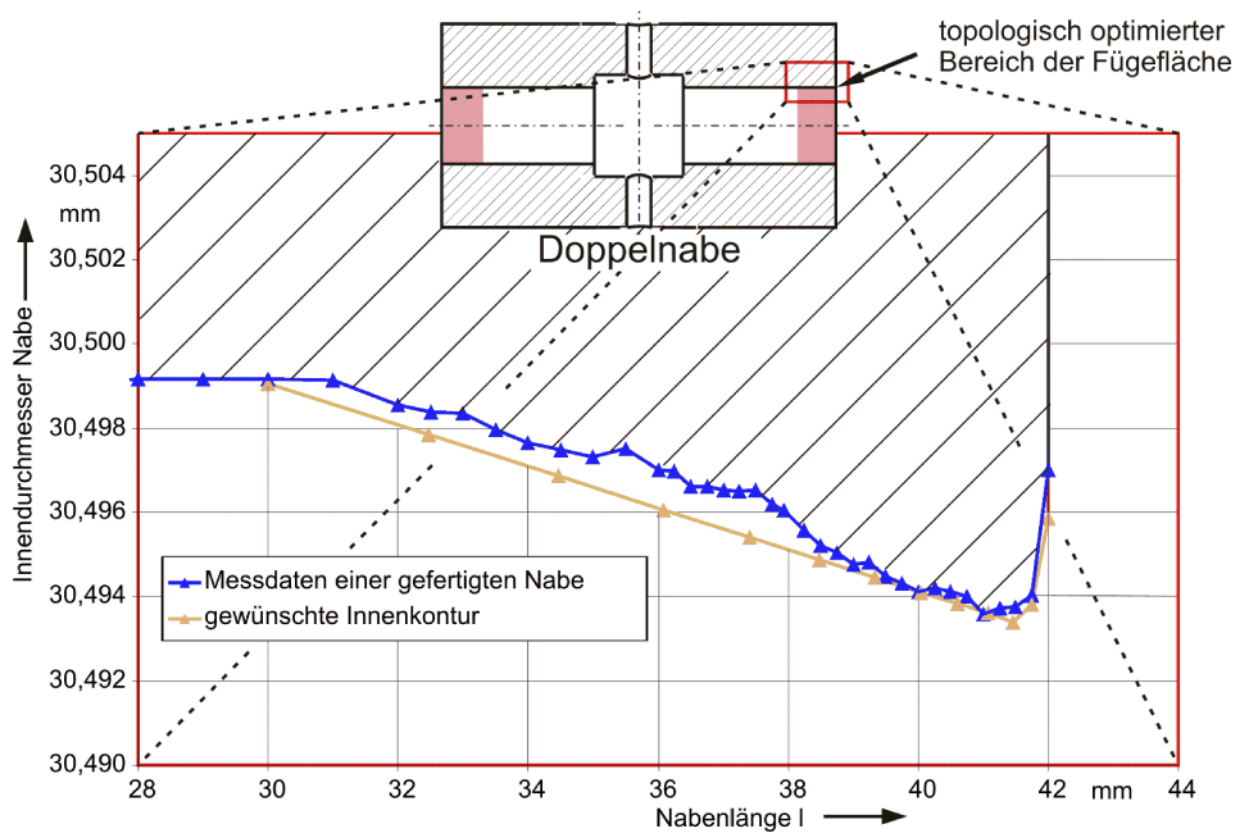 topologisch optimierter
Bereich der Fügefläche
Doppelnabe
30,504
mm
30,502
30,500
30,498
30,496
30,494
30,492
30,490
Innendurchmesser Nabe
Messdaten einer gefertigten Nabe
gewünschte Innenkontur
28 30 32 34 36 38 40 42 mm 44
Nabenlänge l